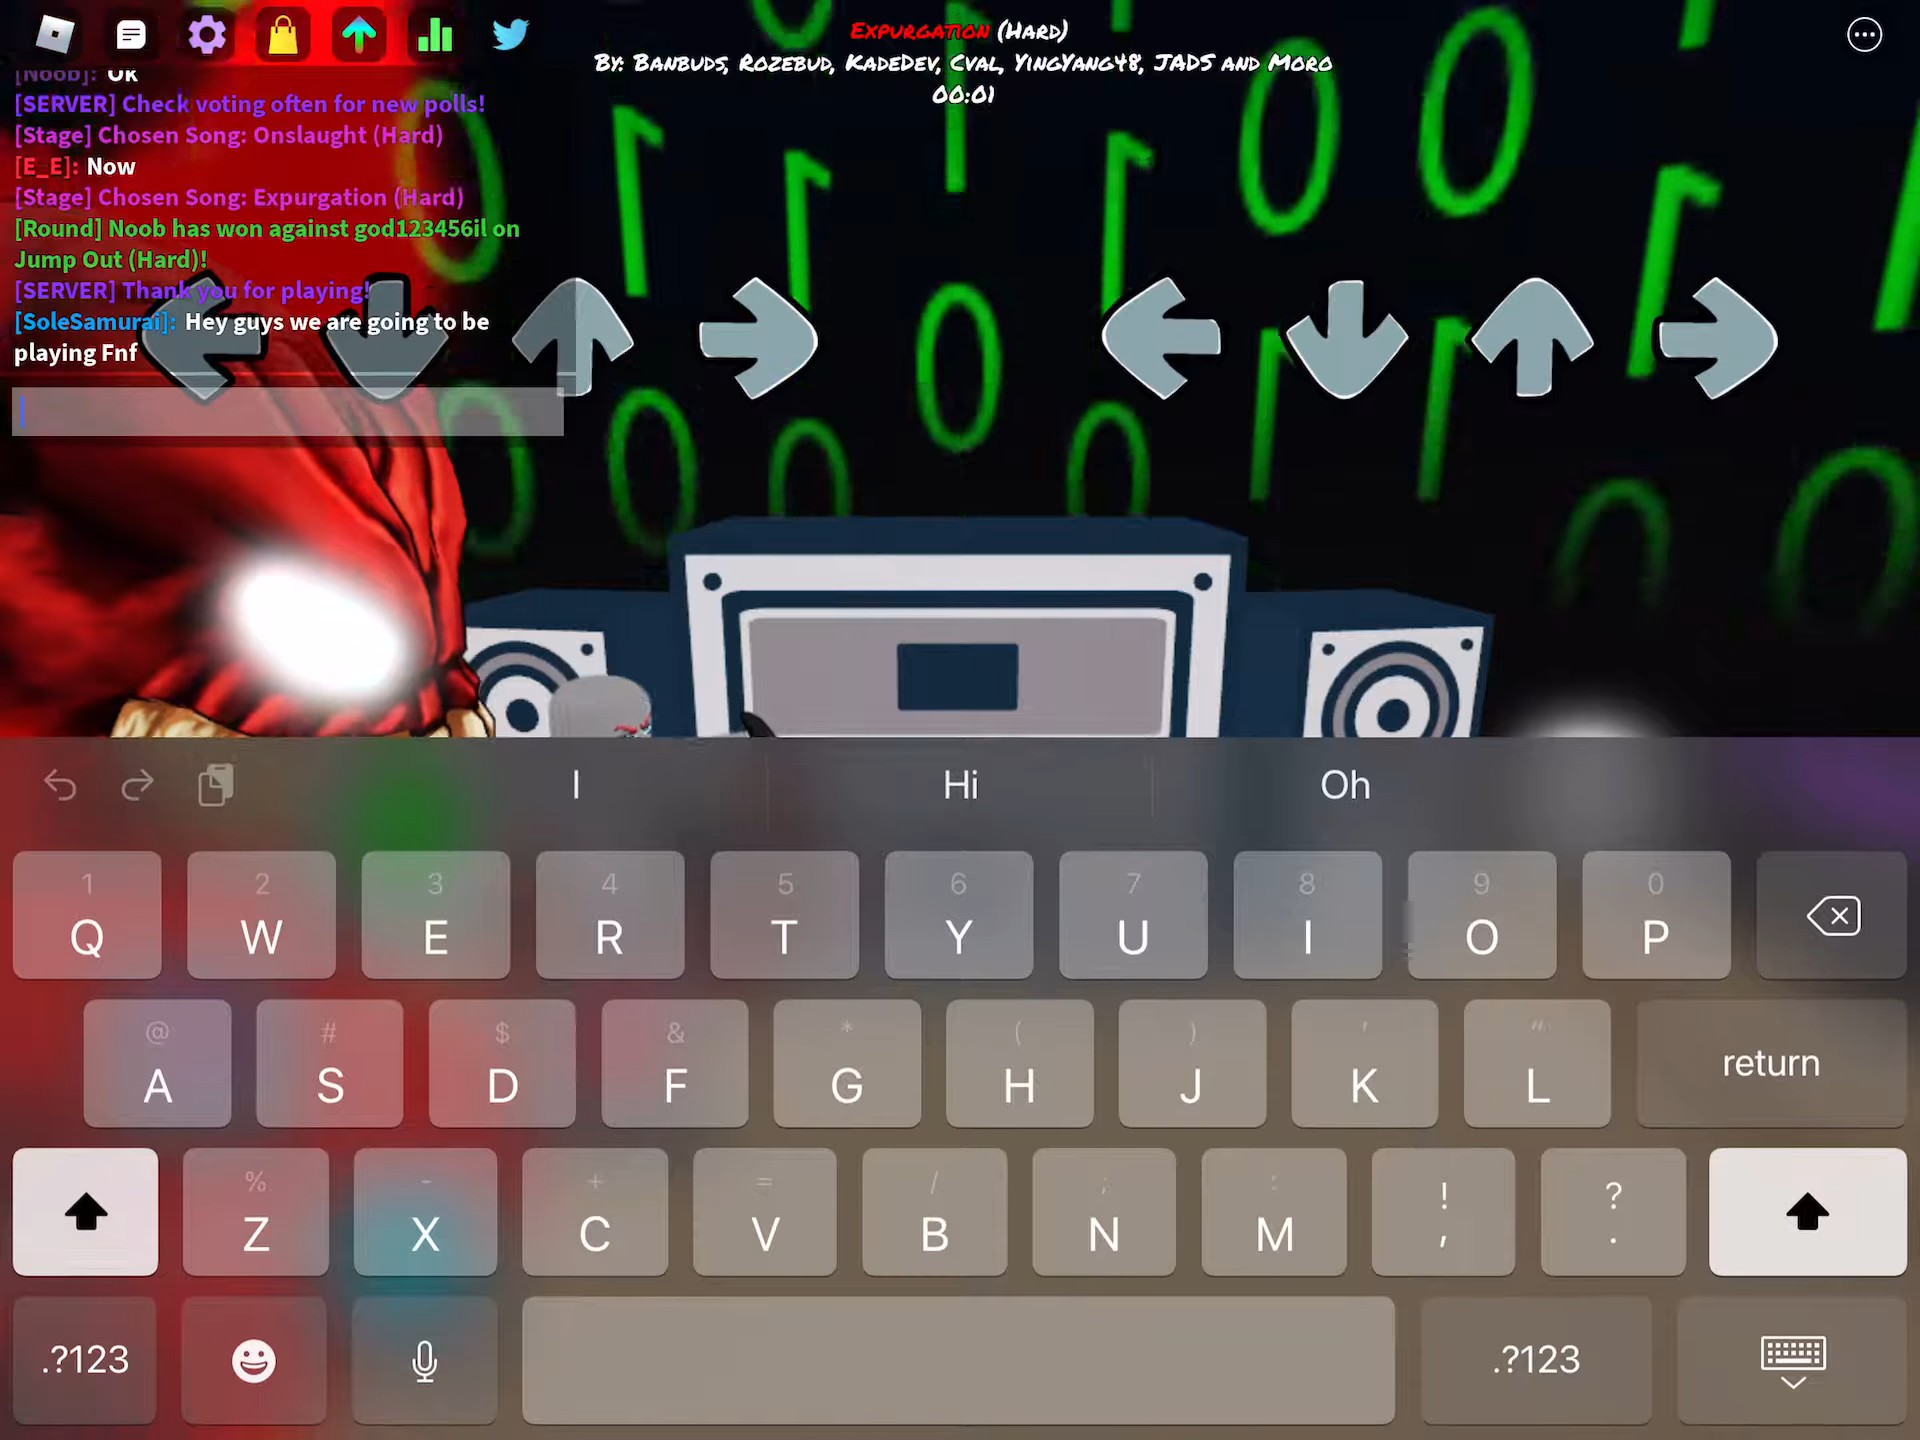 Expurgation (Hard)
By: Banbuds, Rozebud, KadeDev, Cval, YingYang48, JADS and Moro
00:01
[Noob]: Ok
[SERVER] Check voting often for new polls!
[Stage] Chosen Song: Onslaught (Hard)
[E_E]: Now
[Stage] Chosen Song: Expurgation (Hard)
[Round] Noob has won against god123456il on
Jump Out (Hard)!
[SERVER] Thank you for playing!
[SoleSamurai]: Hey guys we are going to be
playing Fnf
I Hi Oh
1 2 3 4 5 6 7 8 9 0
Q W E R T Y U I O P
@ # $ & * ( ) ' "
A S D F G H J K L return
% - + = / ; : ! ?
Z X C V B N M , .
.?123 .?123